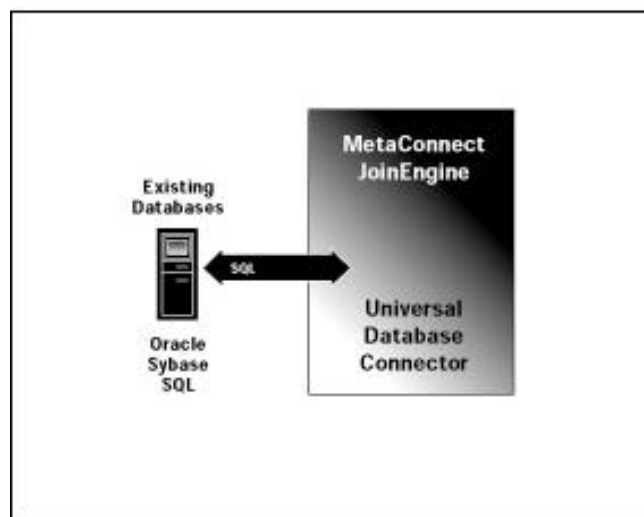 MetaConnect
JoinEngine
Existing
Databases
SQL
Universal
Database
Connector
Oracle
Sybase
SQL